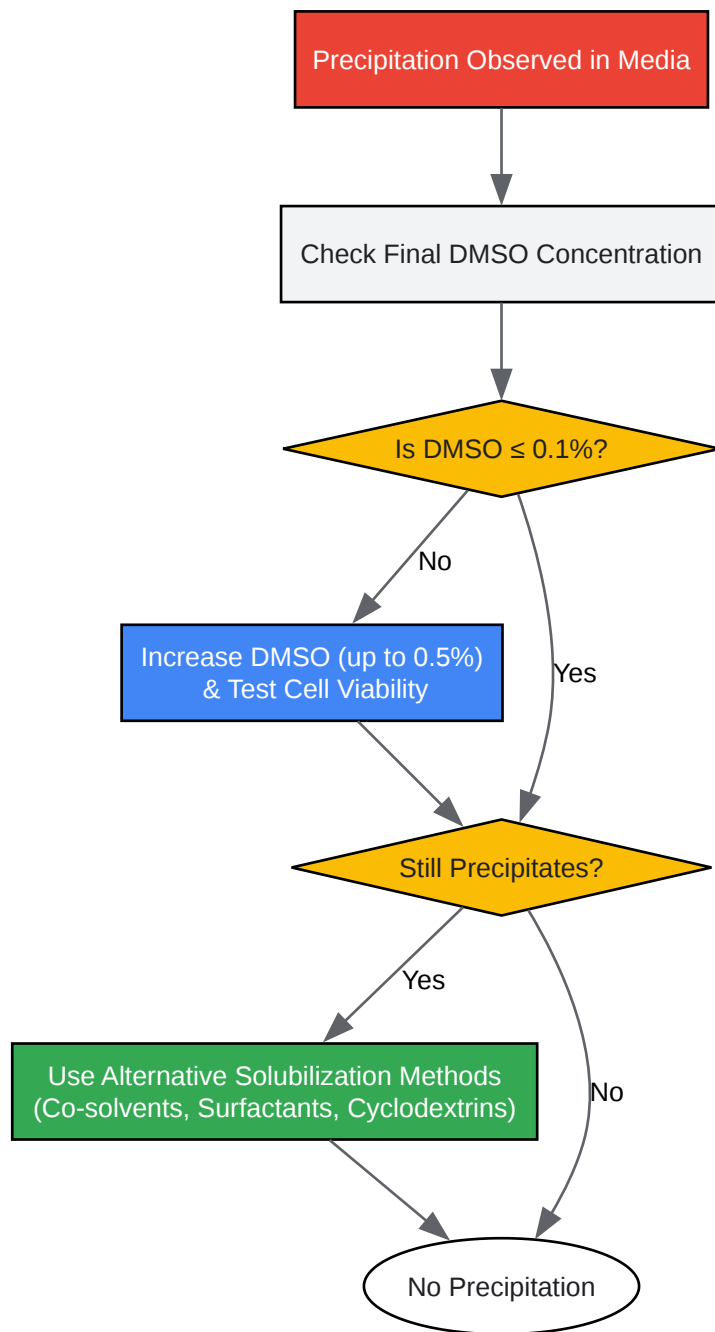 Precipitation Observed in Media
Check Final DMSO Concentration
Is DMSO ≤ 0.1%?
No
Increase DMSO (up to 0.5%)
& Test Cell Viability
Yes
Still Precipitates?
Yes
Use Alternative Solubilization Methods
(Co-solvents, Surfactants, Cyclodextrins)
No
No Precipitation